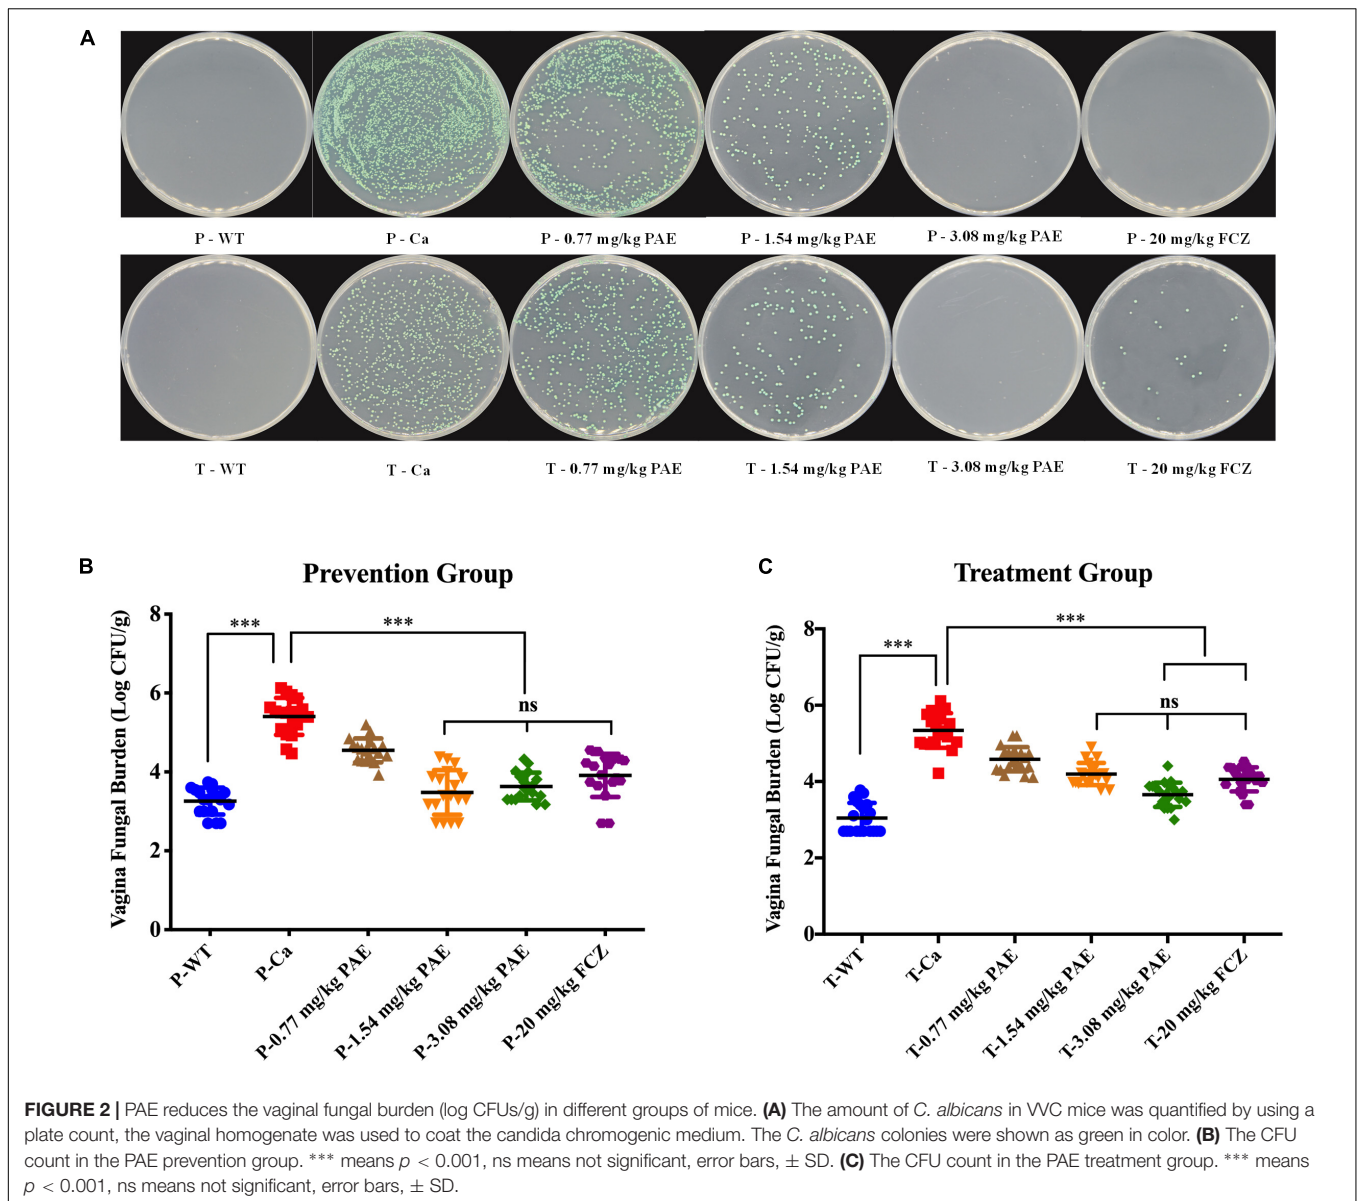 A
P - WT
P - Ca
P - 0.77 mg/kg PAE
P - 1.54 mg/kg PAE
P - 3.08 mg/kg PAE
P - 20 mg/kg FCZ
T - WT
T - Ca
T - 0.77 mg/kg PAE
T - 1.54 mg/kg PAE
T - 3.08 mg/kg PAE
T - 20 mg/kg FCZ
B
Prevention Group
Vagina Fungal Burden (Log CFU/g)
8
6
4
2
0
***
***
ns
P-WT
P-Ca
P-0.77 mg/kg PAE
P-1.54 mg/kg PAE
P-3.08 mg/kg PAE
P-20 mg/kg FCZ
C
Treatment Group
Vagina Fungal Burden (Log CFU/g)
8
6
4
2
0
***
***
ns
T-WT
T-Ca
T-0.77 mg/kg PAE
T-1.54 mg/kg PAE
T-3.08 mg/kg PAE
T-20 mg/kg FCZ
FIGURE 2 | PAE reduces the vaginal fungal burden (log CFUs/g) in different groups of mice. (A) The amount of C. albicans in VVC mice was quantified by using a
plate count, the vaginal homogenate was used to coat the candida chromogenic medium. The C. albicans colonies were shown as green in color. (B) The CFU
count in the PAE prevention group. *** means p < 0.001, ns means not significant, error bars, ± SD. (C) The CFU count in the PAE treatment group. *** means
p < 0.001, ns means not significant, error bars, ± SD.